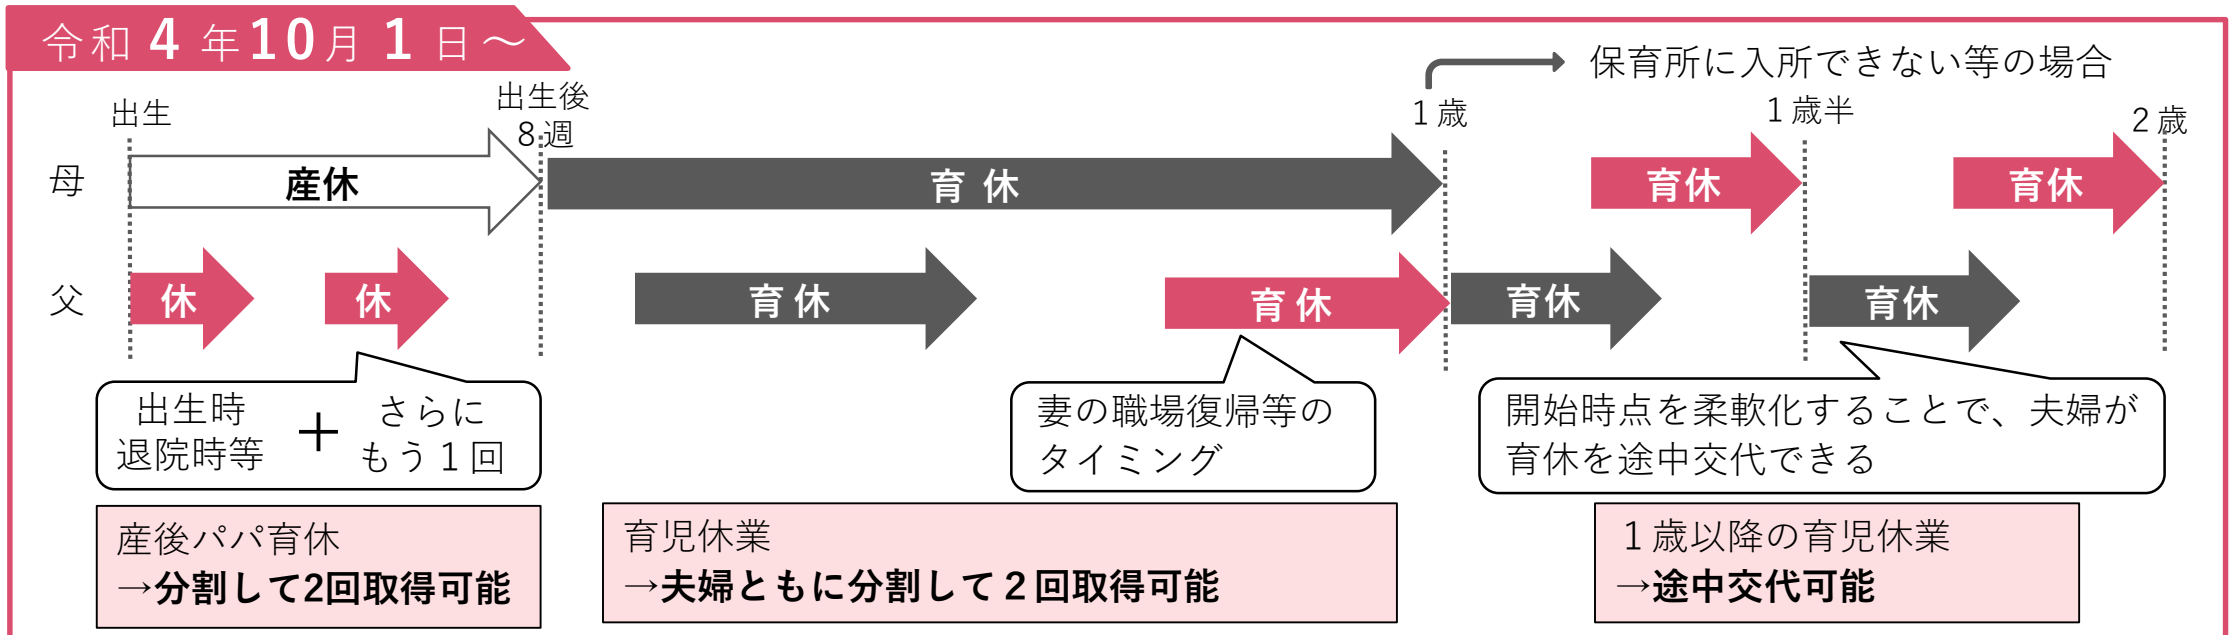 令和４年10月１日～
保育所に入所できない等の場合
出生
出生後
8週
１歳
１歳半
２歳
母
産休
育休
育休
育休
父
休
休
育休
育休
育休
育休
出生時
退院時等
＋
さらに
もう１回
妻の職場復帰等の
タイミング
開始時点を柔軟化することで、夫婦が
育休を途中交代できる
産後パパ育休
→分割して2回取得可能
育児休業
→夫婦ともに分割して２回取得可能
１歳以降の育児休業
→途中交代可能